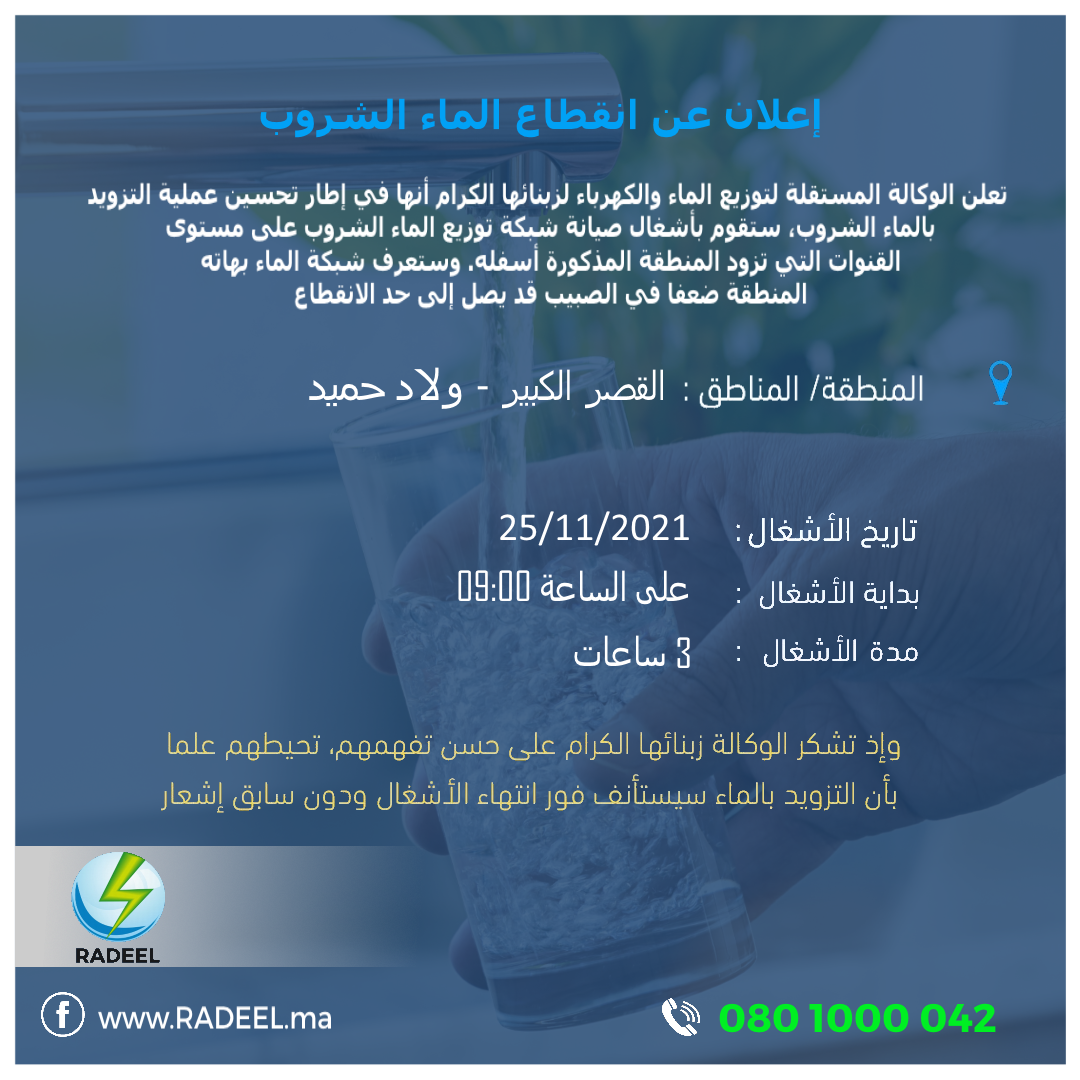 إعلان عن انقطاع الماء الشروب
تعلن الوكالة المستقلة لتوزيع الماء والكهرباء لزبنائها الكرام أنها في إطار تحسين عملية التزويد
بالماء الشروب، ستقوم بأشغال صيانة شبكة توزيع الماء الشروب على مستوى
القنوات التي تزود المنطقة المذكورة أسفله. وستعرف شبكة الماء بهاته
المنطقة ضعفا في الصبيب قد يصل إلى حد الانقطاع
المنطقة/ المناطق : القصر الكبير - ولاد حميد
تاريخ الأشغال : 25/11/2021
بداية الأشغال : على الساعة 09:00
مدة الأشغال : 3 ساعات
وإذ تشكر الوكالة زبنائها الكرام على حسن تفهمهم، تحيطهم علما
بأن التزويد بالماء سيستأنف فور انتهاء الأشغال ودون سابق إشعار
RADEEL
www.RADEEL.ma
080 1000 042